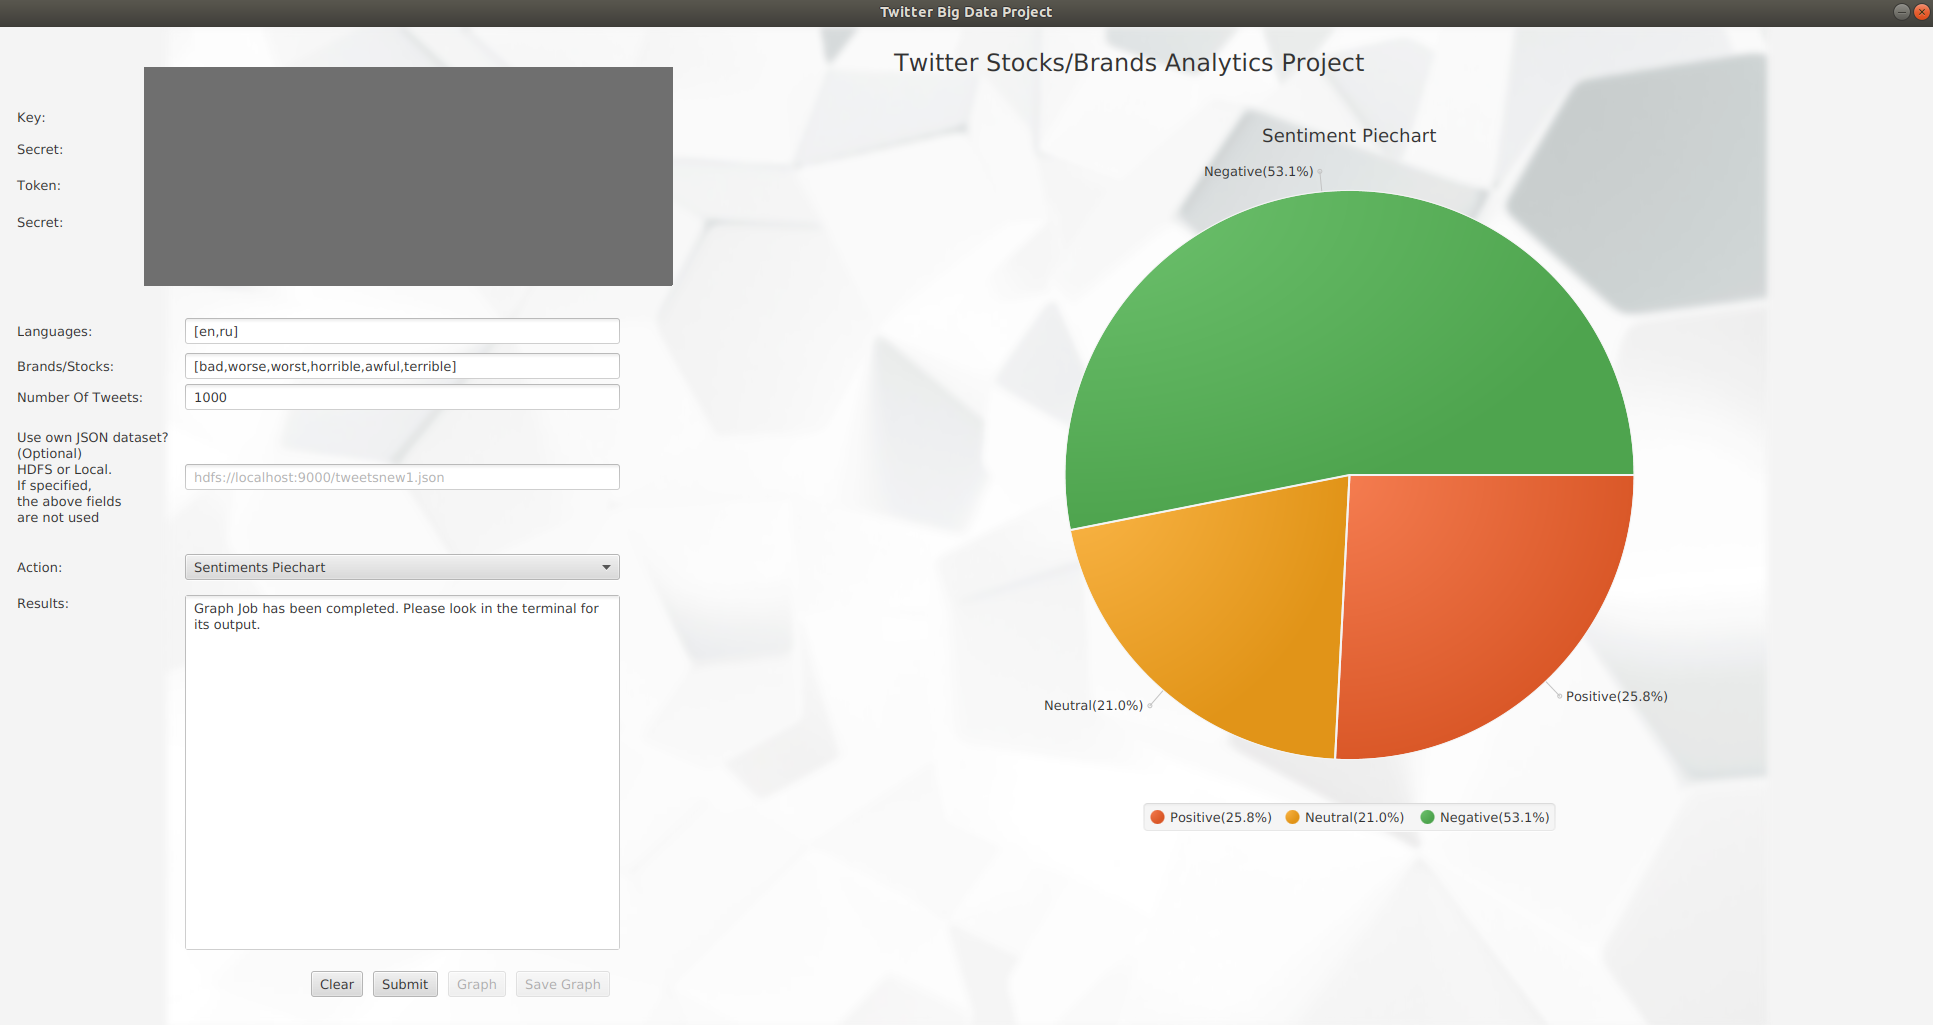 Twitter Big Data Project
Twitter Stocks/Brands Analytics Project
Key:
Secret:
Token:
Secret:
Languages:
[en,ru]
Brands/Stocks:
[bad,worse,worst,horrible,awful,terrible]
Number Of Tweets:
1000
Use own JSON dataset?
(Optional)
HDFS or Local.
If specified,
the above fields
are not used
hdfs://localhost:9000/tweetsnew1.json
Action:
Sentiments Piechart
Results:
Graph Job has been completed. Please look in the terminal for
its output.
Clear
Submit
Graph
Save Graph
Sentiment Piechart
Negative(53.1%)
Neutral(21.0%)
Positive(25.8%)
Positive(25.8%) Neutral(21.0%) Negative(53.1%)